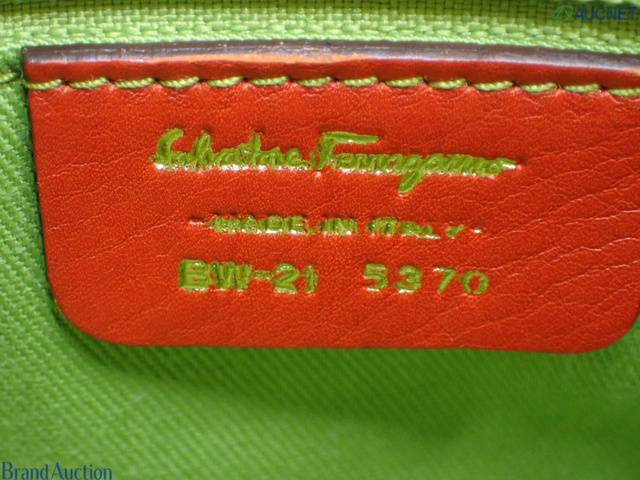 AUCNET
Salvatore Ferragamo
-MADE IN ITALY-
BW-21 5370
Brand Auction